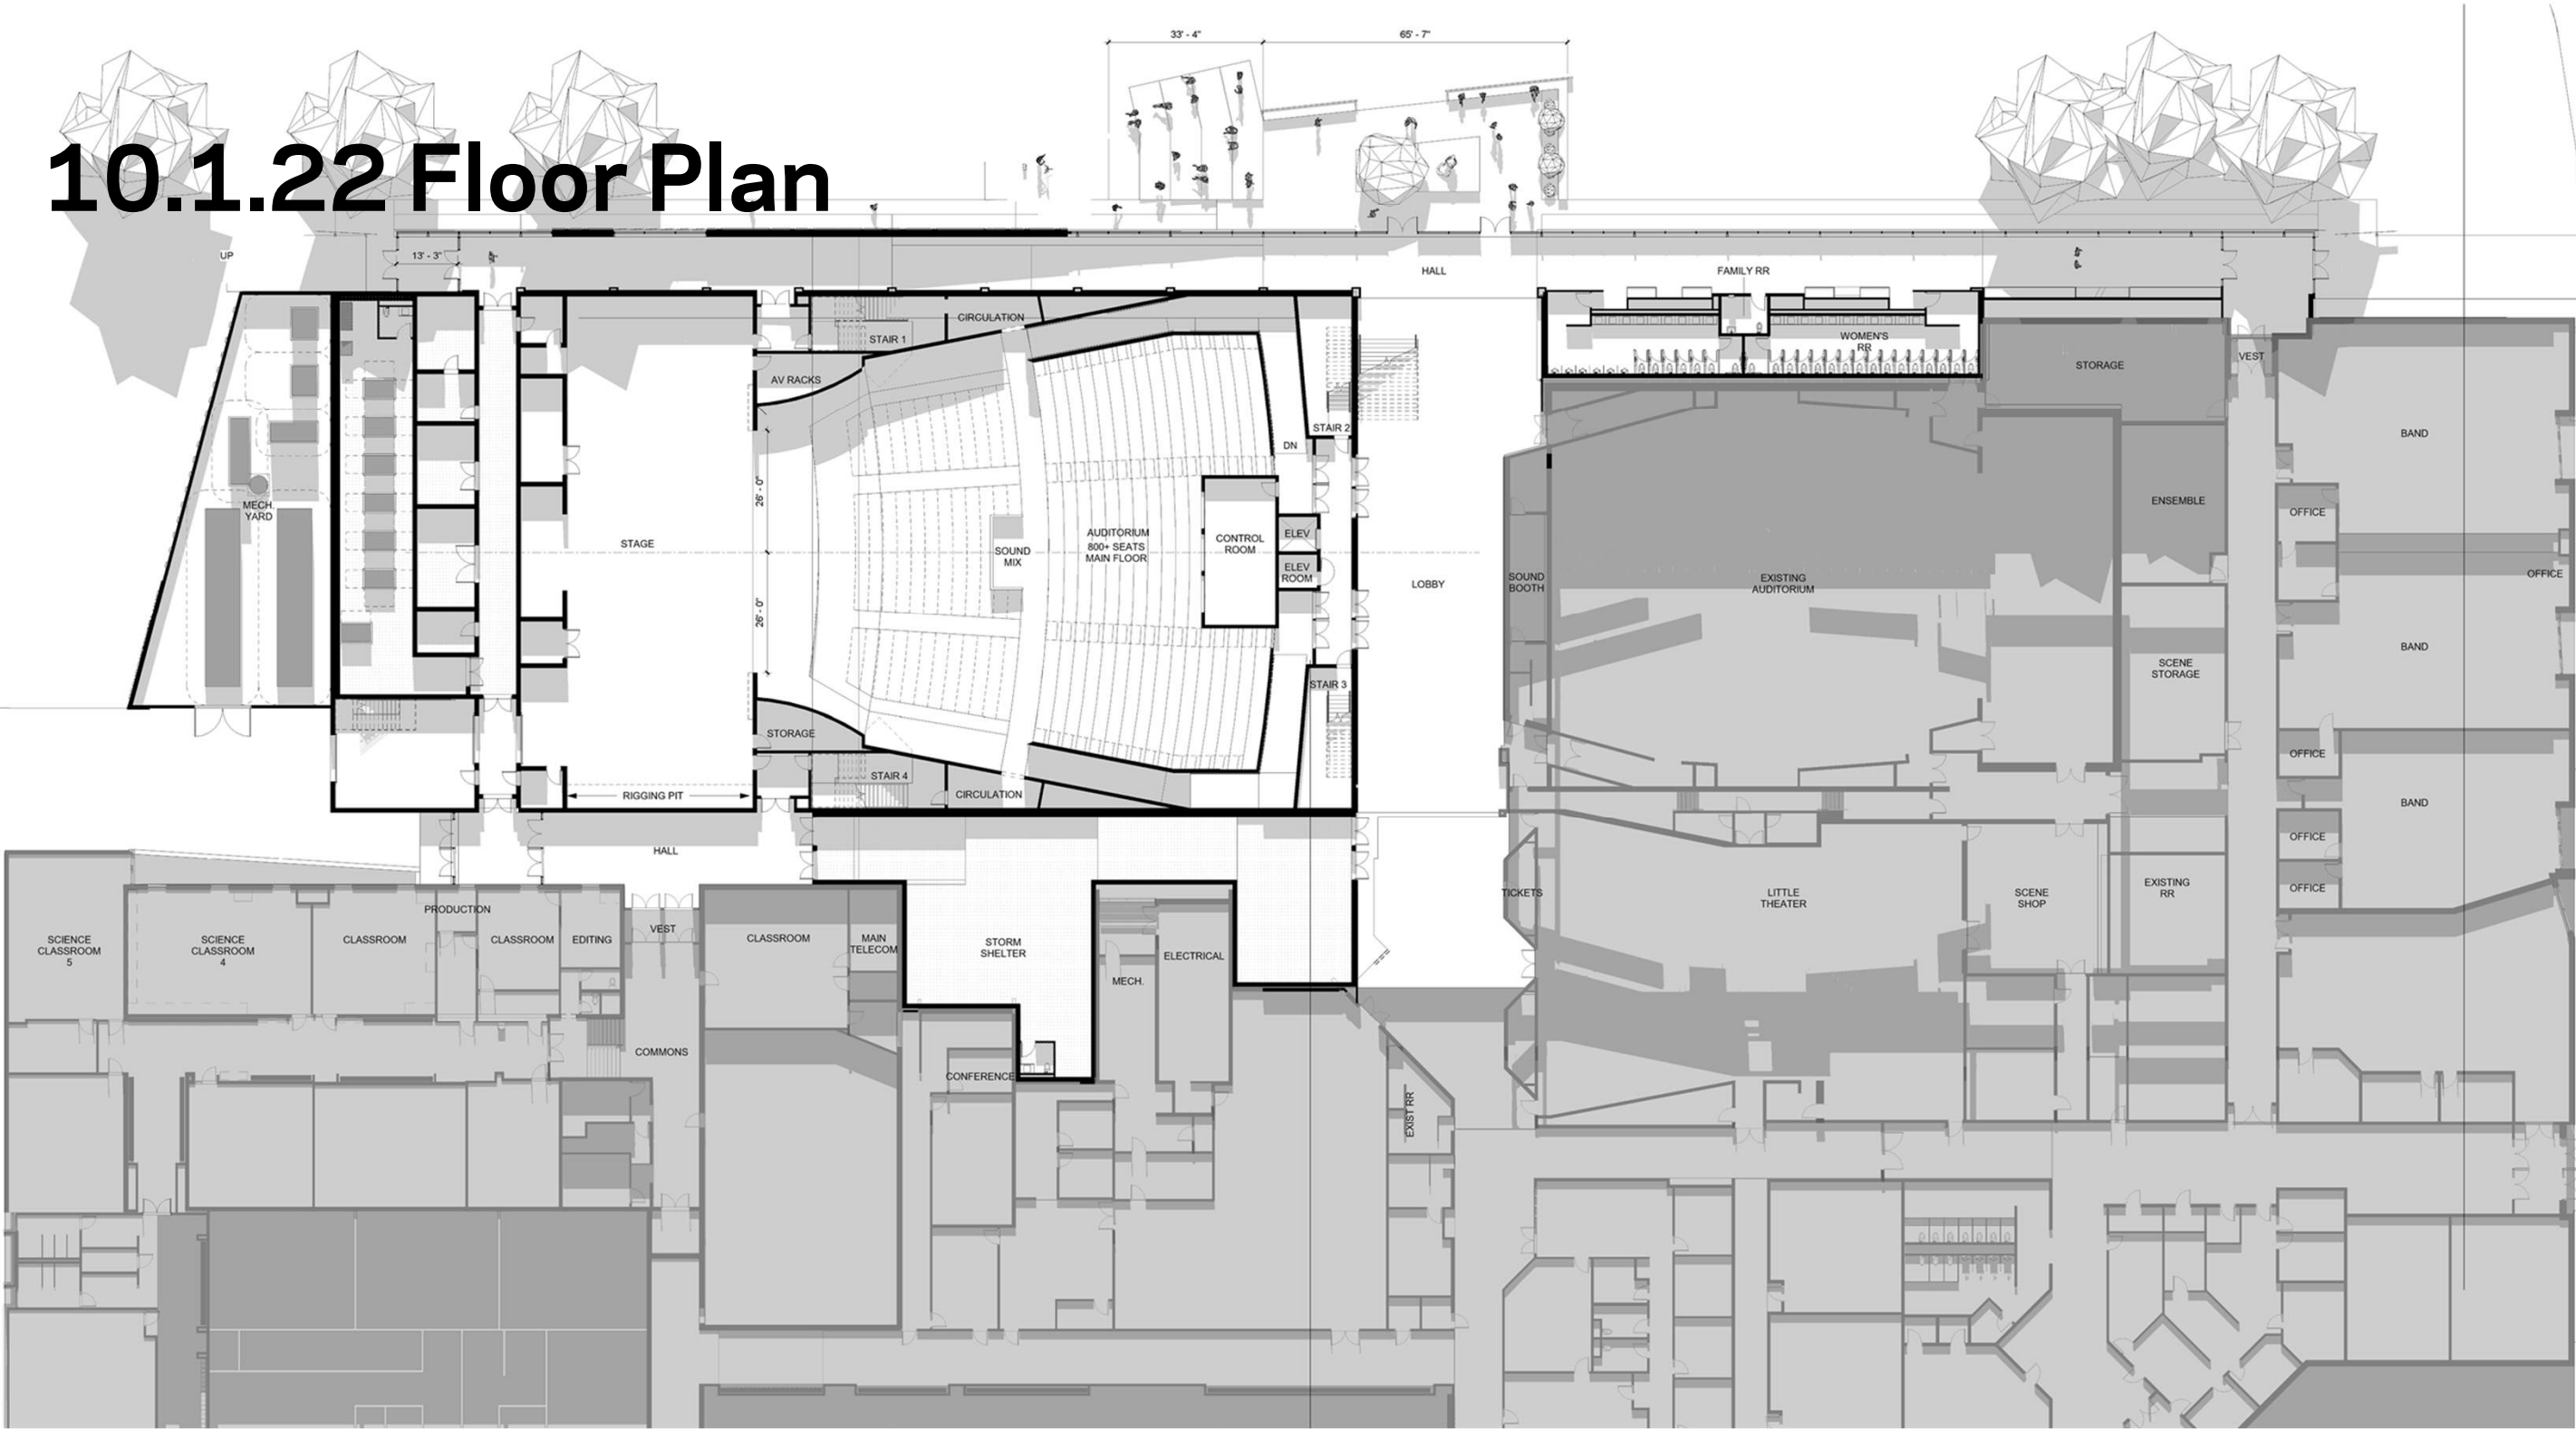 33' - 4"
65' - 7"
10.1.22 Floor Plan
UP
13' - 3"
HALL
FAMILY RR
CIRCULATION
STAIR 1
WOMEN'S
RR
VEST
STORAGE
AV RACKS
STAIR 2
BAND
DN
26' - 0"
MECH.
YARD
ENSEMBLE
OFFICE
STAGE
SOUND
MIX
AUDITORIUM
800+ SEATS
MAIN FLOOR
CONTROL
ROOM
ELEV
ELEV
ROOM
LOBBY
SOUND
BOOTH
EXISTING
AUDITORIUM
OFFICE
26' - 0"
BAND
SCENE
STORAGE
STAIR 3
STORAGE
OFFICE
STAIR 4
RIGGING PIT
CIRCULATION
BAND
OFFICE
HALL
TICKETS
LITTLE
THEATER
SCENE
SHOP
EXISTING
RR
OFFICE
PRODUCTION
SCIENCE
CLASSROOM
5
SCIENCE
CLASSROOM
4
CLASSROOM
CLASSROOM
EDITING
VEST
CLASSROOM
MAIN
TELECOM
STORM
SHELTER
ELECTRICAL
MECH.
COMMONS
CONFERENCE
EXIST RR